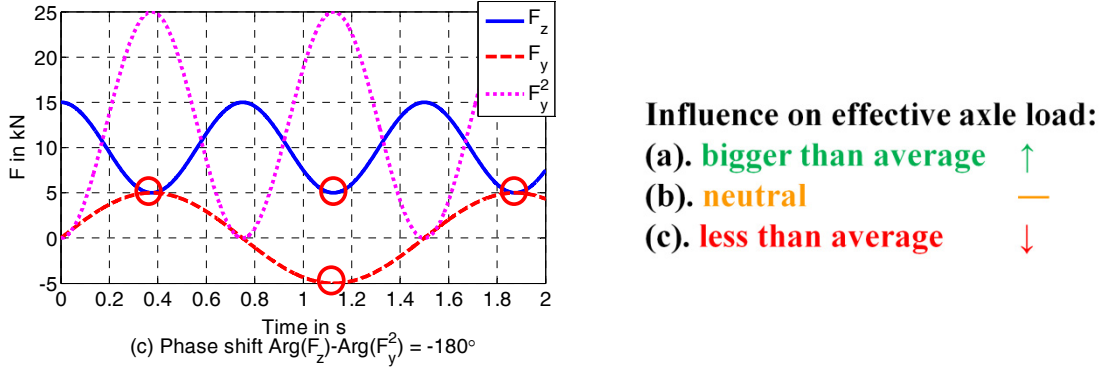 25
20
15
10
5
0
-5
F in kN
0 0.2 0.4 0.6 0.8 1 1.2 1.4 1.6 1.8 2
Time in s
F_z
F_y
F_y^2
(c) Phase shift Arg(F_z)-Arg(F_y^2) = -180°
Influence on effective axle load:
(a). bigger than average ↑
(b). neutral —
(c). less than average ↓